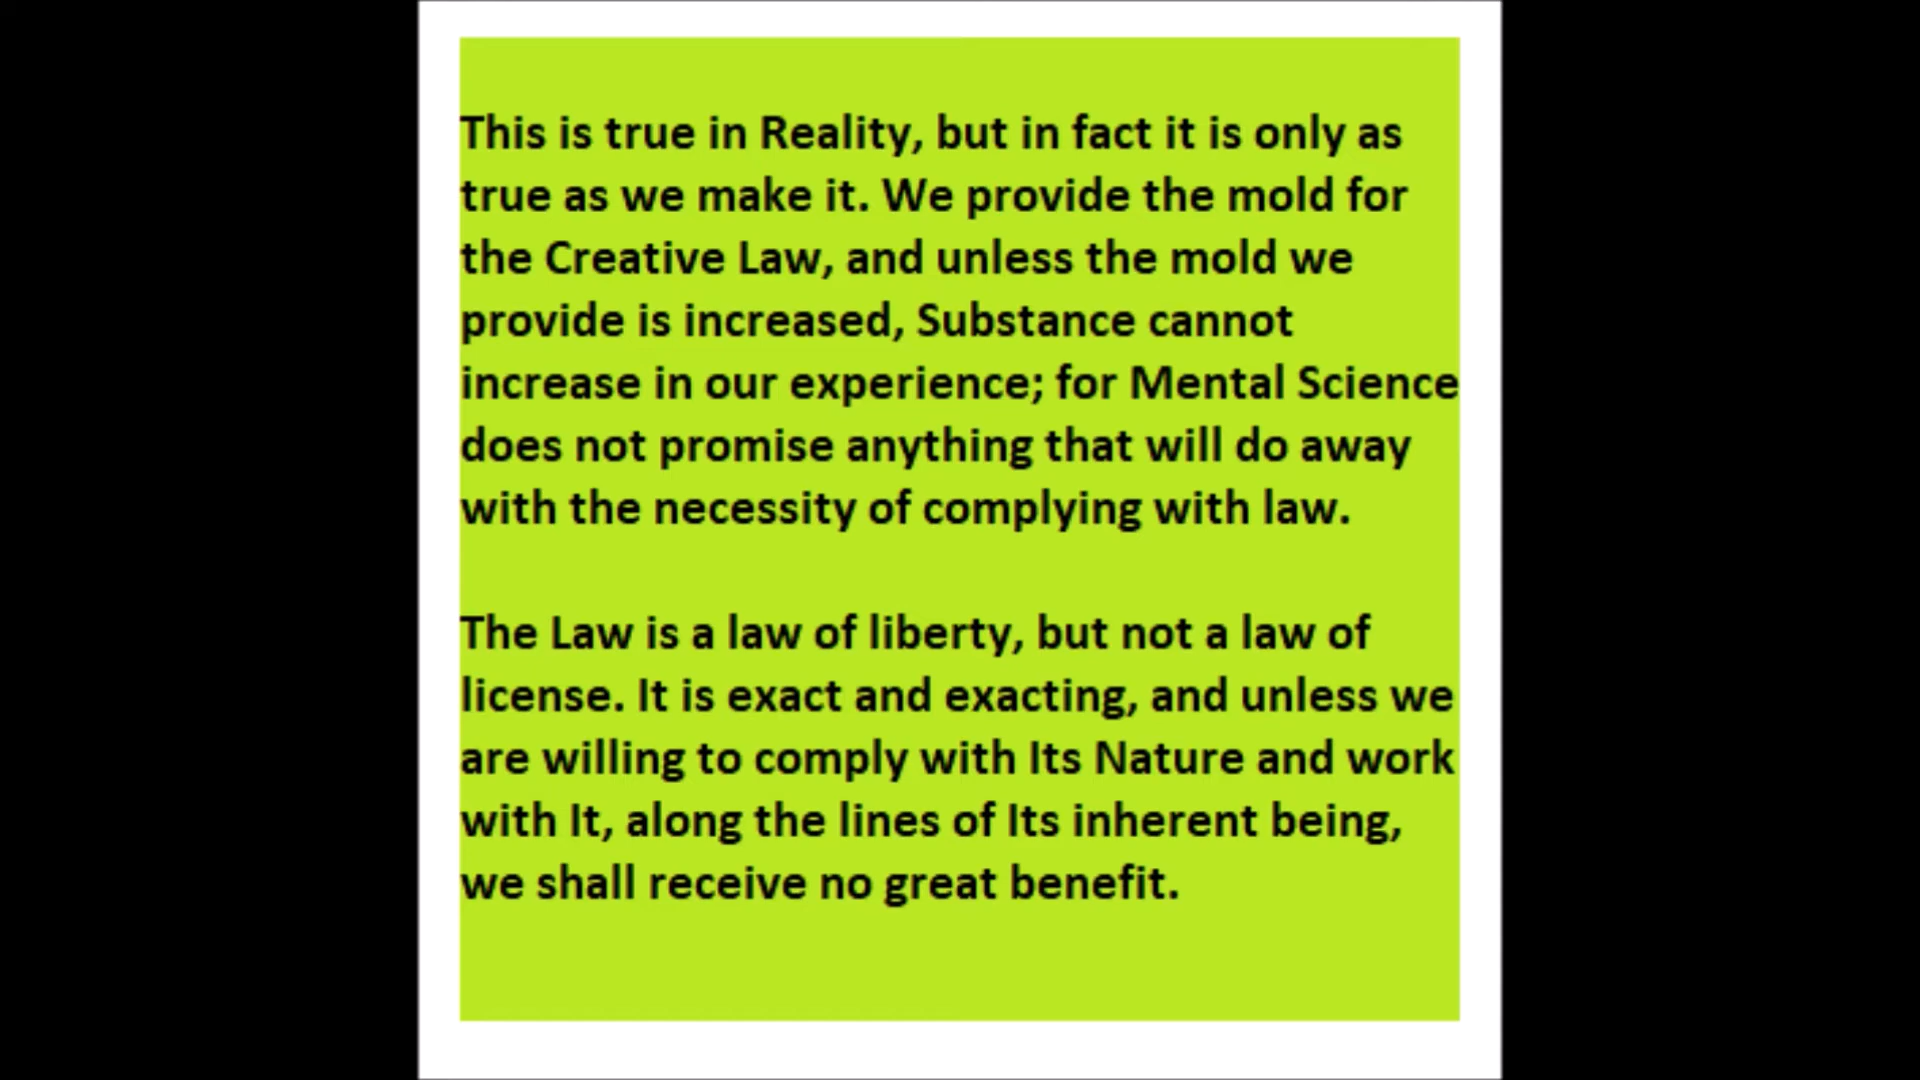 This is true in Reality, but in fact it is only as
true as we make it. We provide the mold for
the Creative Law, and unless the mold we
provide is increased, Substance cannot
increase in our experience; for Mental Science
does not promise anything that will do away
with the necessity of complying with law.
The Law is a law of liberty, but not a law of
license. It is exact and exacting, and unless we
are willing to comply with Its Nature and work
with It, along the lines of Its inherent being,
we shall receive no great benefit.